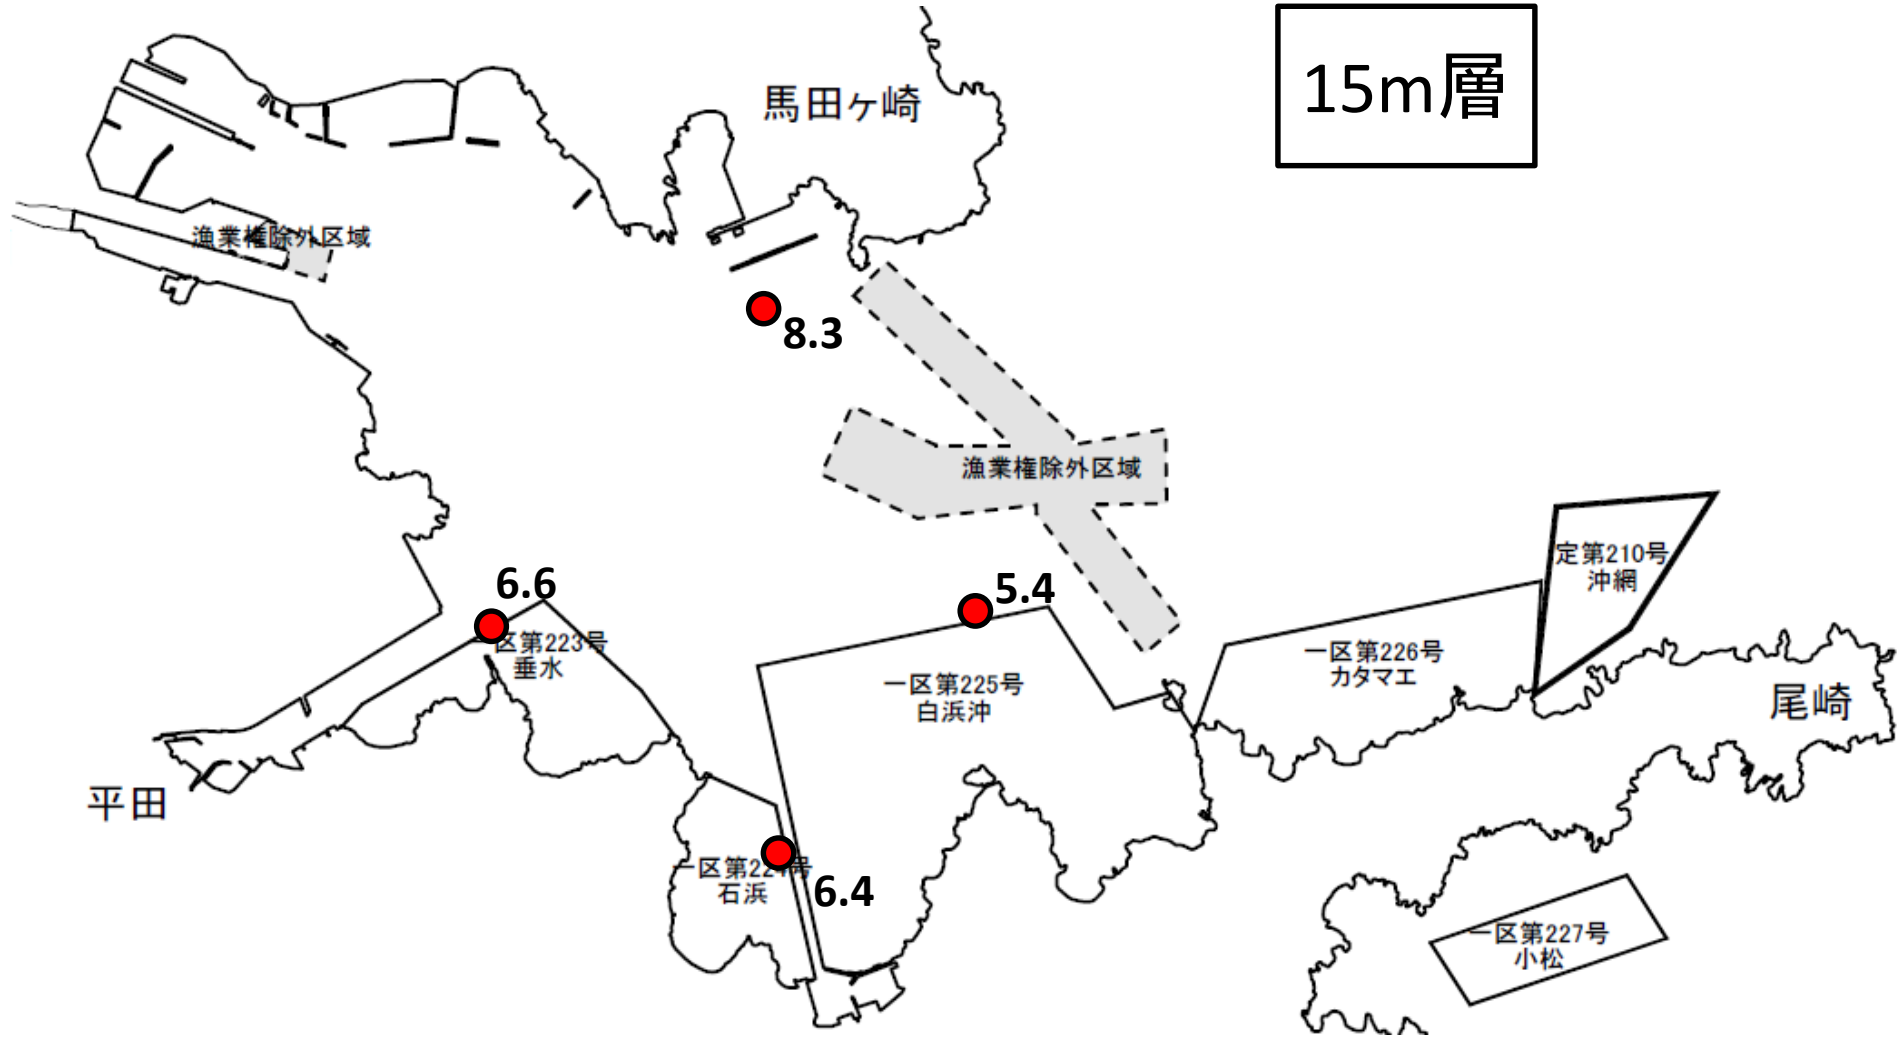 15m層
馬田ヶ崎
漁業権除外区域
8.3
漁業権除外区域
定第210号
沖網
6.6
5.4
一区第223号
垂水
一区第226号
カタマエ
一区第225号
白浜沖
尾崎
平田
一区第224号
石浜
6.4
一区第227号
小松